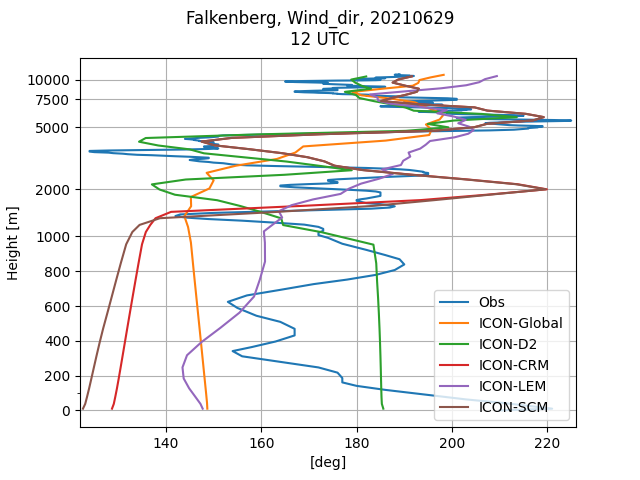 Falkenberg, Wind_dir, 20210629
12 UTC
10000
7500
5000
2000
1000
800
600
400
200
0
Height [m]
140
160
180
200
220
[deg]
Obs
ICON-Global
ICON-D2
ICON-CRM
ICON-LEM
ICON-SCM